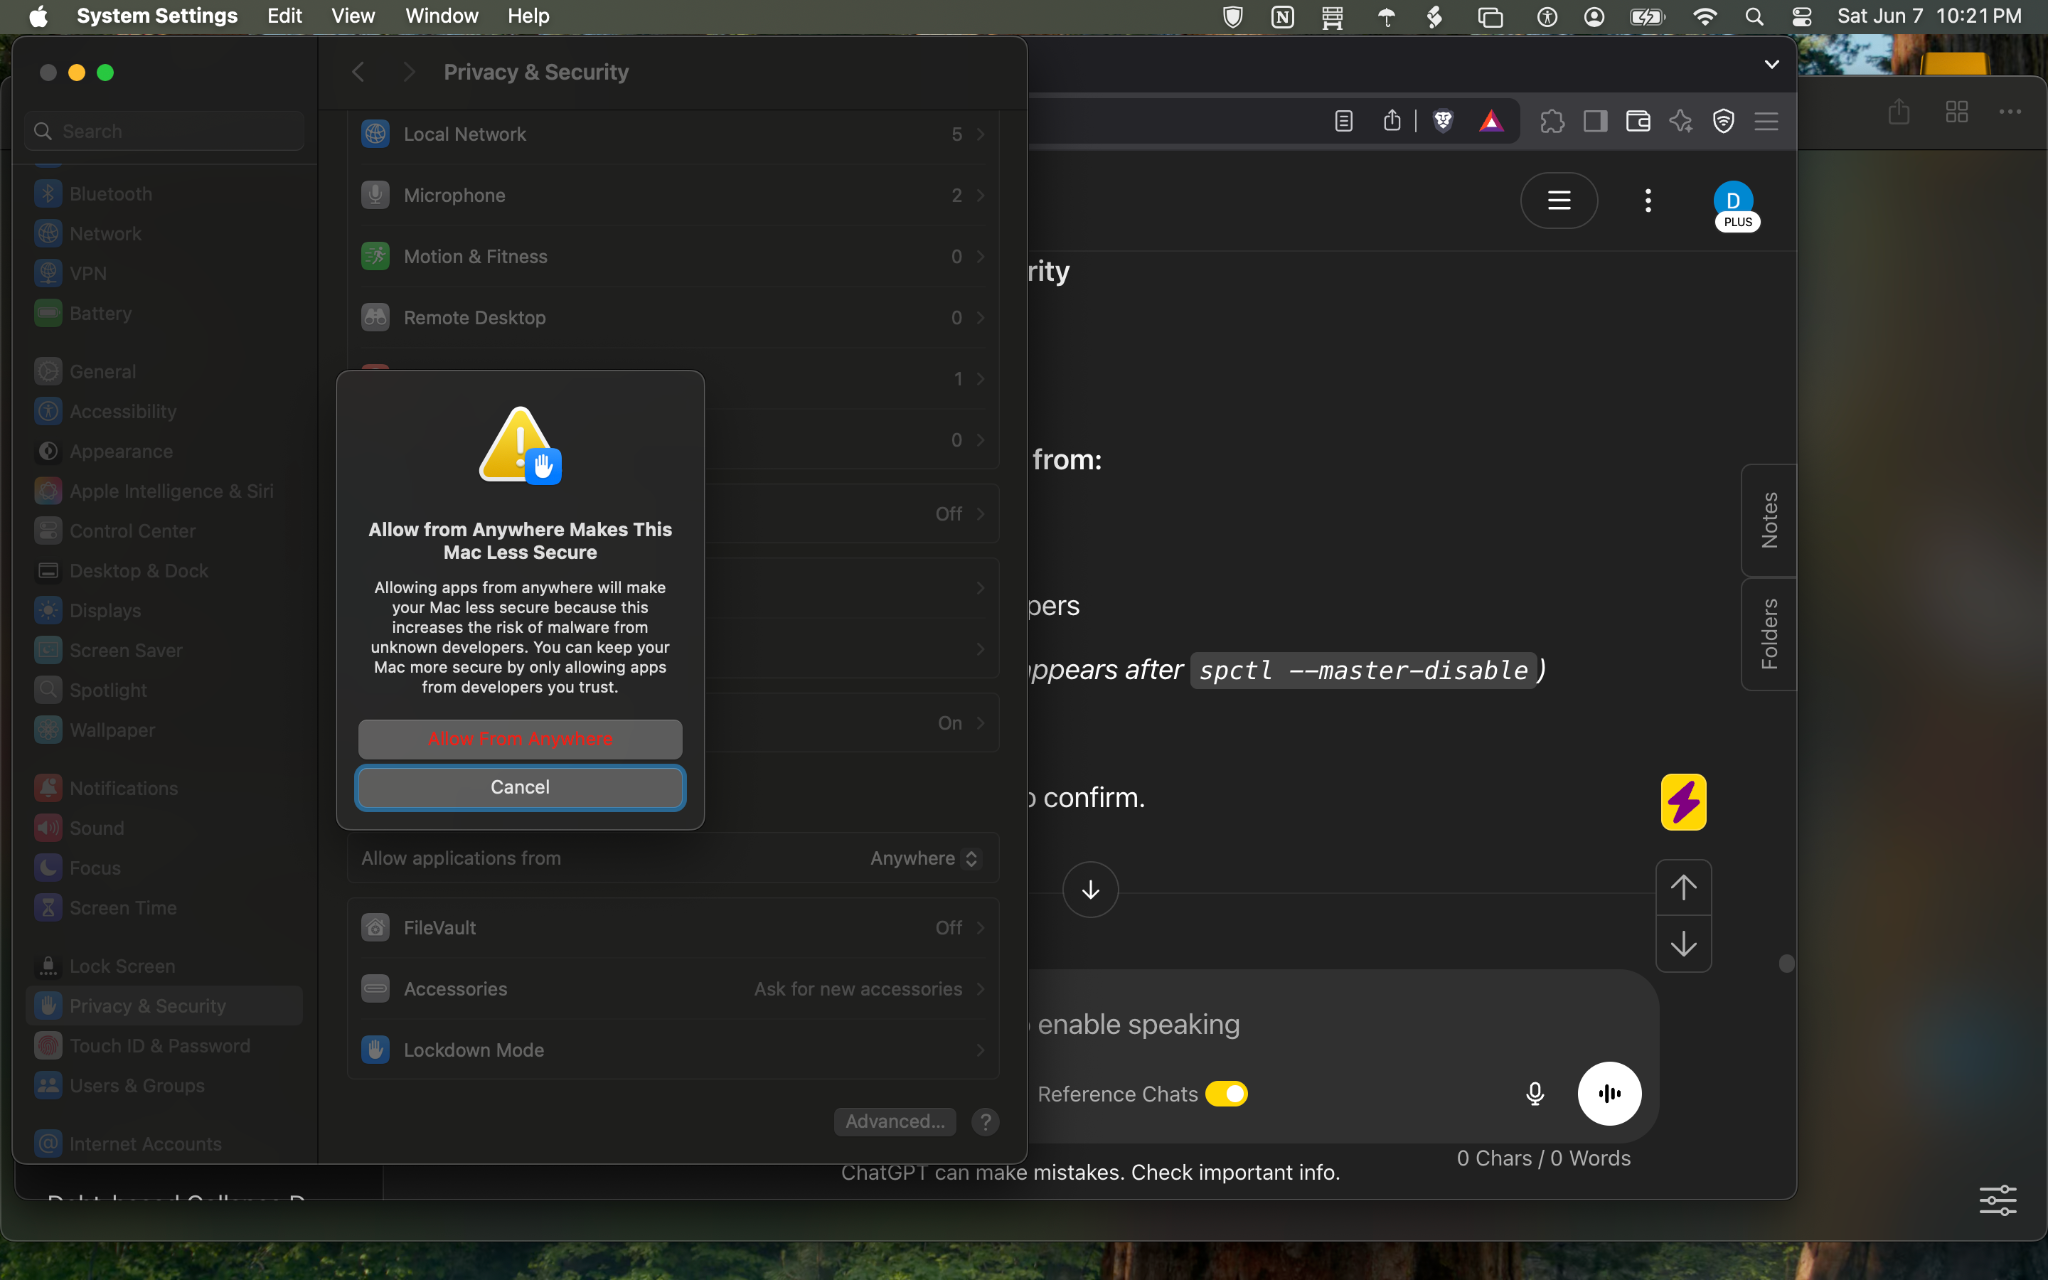 System Settings Edit View Window Help
Sat Jun 7 10:21 PM
Search
Bluetooth
Network
VPN
Battery
General
Accessibility
Appearance
Apple Intelligence & Siri
Control Center
Desktop & Dock
Displays
Screen Saver
Spotlight
Wallpaper
Notifications
Sound
Focus
Screen Time
Lock Screen
Privacy & Security
Touch ID & Password
Users & Groups
Internet Accounts
Privacy & Security
Local Network 5
Microphone 2
Motion & Fitness 0
Remote Desktop 0
1
0
Off
On
Allow from Anywhere Makes This
Mac Less Secure
Allowing apps from anywhere will make
your Mac less secure because this
increases the risk of malware from
unknown developers. You can keep your
Mac more secure by only allowing apps
from developers you trust.
Allow From Anywhere
Cancel
Allow applications from Anywhere
FileVault Off
Accessories Ask for new accessories
Lockdown Mode
Advanced...
?
D
PLUS
rity
from:
pers
ppears after spctl --master-disable)
confirm.
Notes
Folders
enable speaking
Reference Chats
0 Chars / 0 Words
ChatGPT can make mistakes. Check important info.